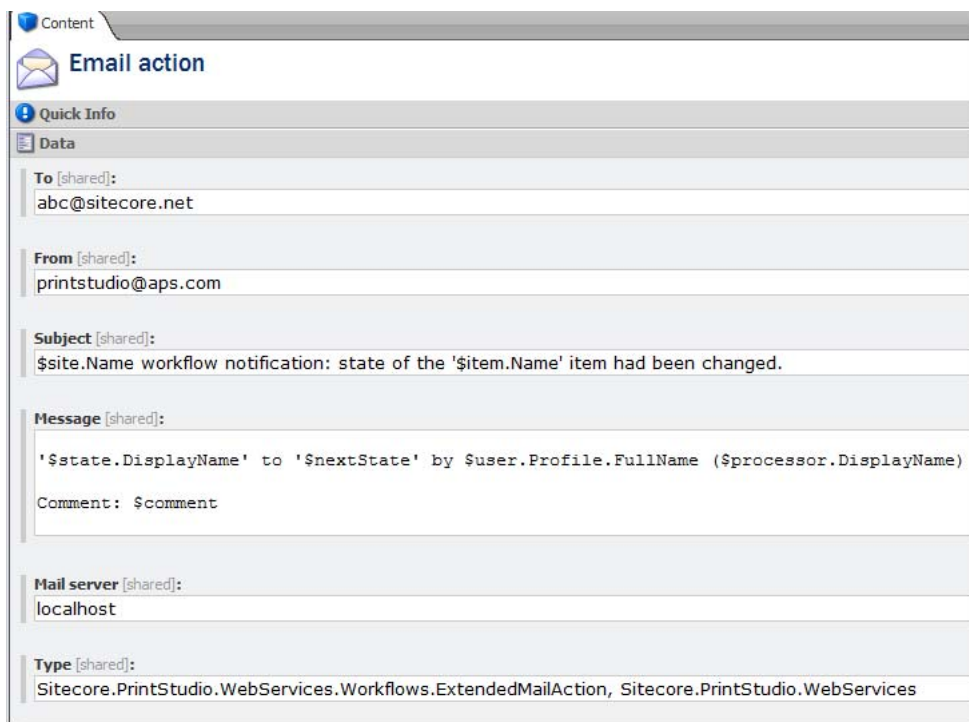 Content
Email action
Quick Info
Data
To [shared]:
abc@sitecore.net
From [shared]:
printstudio@aps.com
Subject [shared]:
$site.Name workflow notification: state of the '$item.Name' item had been changed.
Message [shared]:
'$state.DisplayName' to '$nextState' by $user.Profile.FullName ($processor.DisplayName)
Comment: $comment
Mail server [shared]:
localhost
Type [shared]:
Sitecore.PrintStudio.WebServices.Workflows.ExtendedMailAction, Sitecore.PrintStudio.WebServices